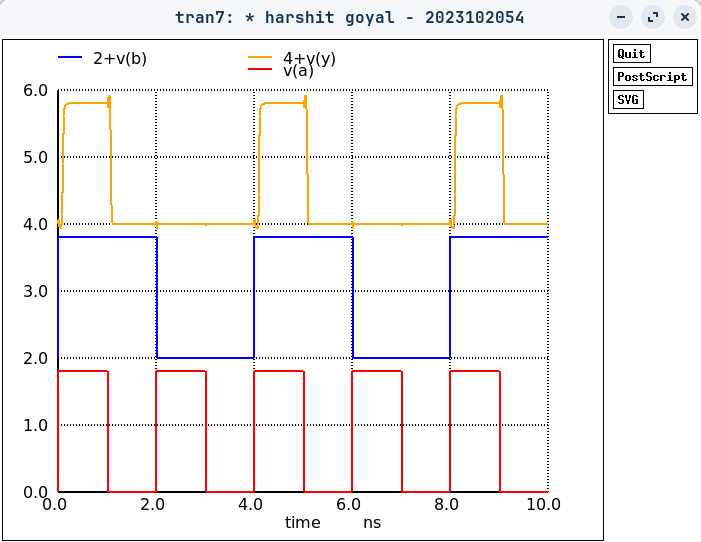 tran7: * harshit goyal - 2023102054
2+v(b)
4+v(y)
v(a)
Quit
PostScript
SVG
6.0
5.0
4.0
3.0
2.0
1.0
0.0
0.0 2.0 4.0 6.0 8.0 10.0
time ns